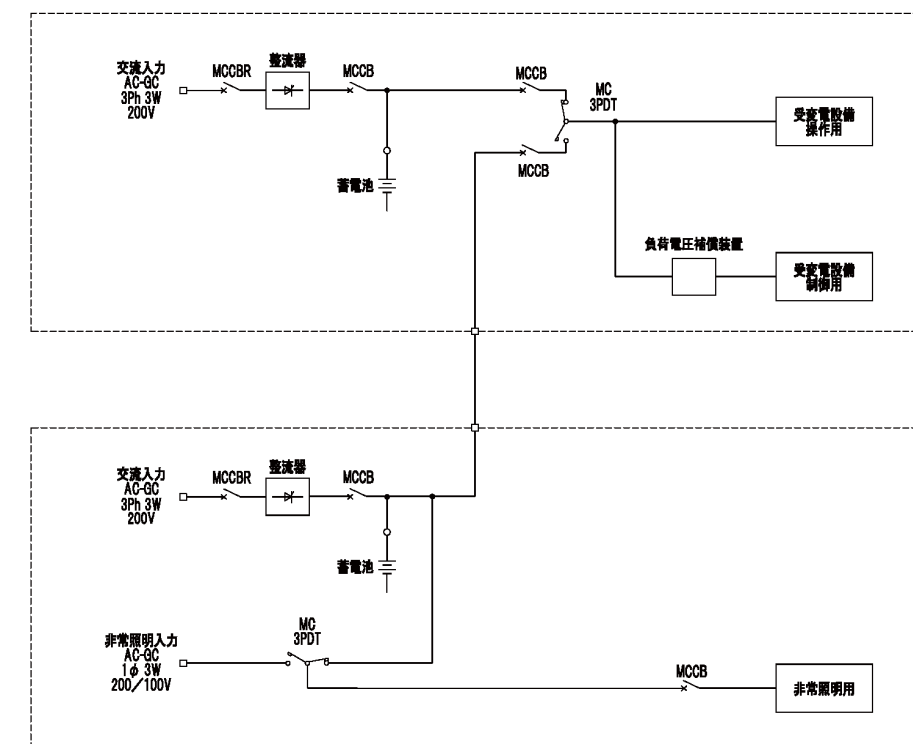 交流入力
AC-GC
3Ph 3W
200V
MCCBR
整流器
MCCB
蓄電池
MCCB
MC
3PDT
MCCB
受変電設備
操作用
負荷電圧補償装置
受変電設備
制御用
交流入力
AC-GC
3Ph 3W
200V
MCCBR
整流器
MCCB
蓄電池
非常照明入力
AC-GC
1φ 3W
200/100V
MC
3PDT
MCCB
非常照明用